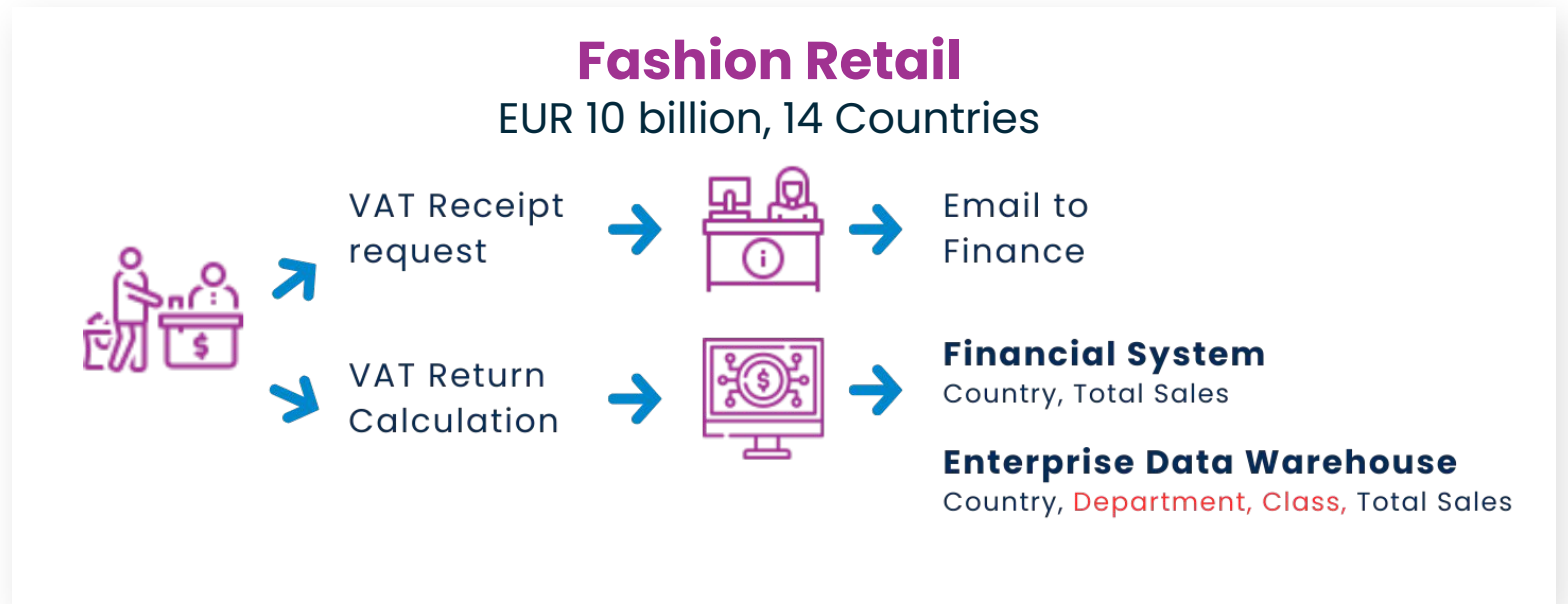 Fashion Retail
EUR 10 billion, 14 Countries
VAT Receipt
request
i
Email to
Finance
$
VAT Return
Calculation
$
Financial System
Country, Total Sales
Enterprise Data Warehouse
Country, Department, Class, Total Sales